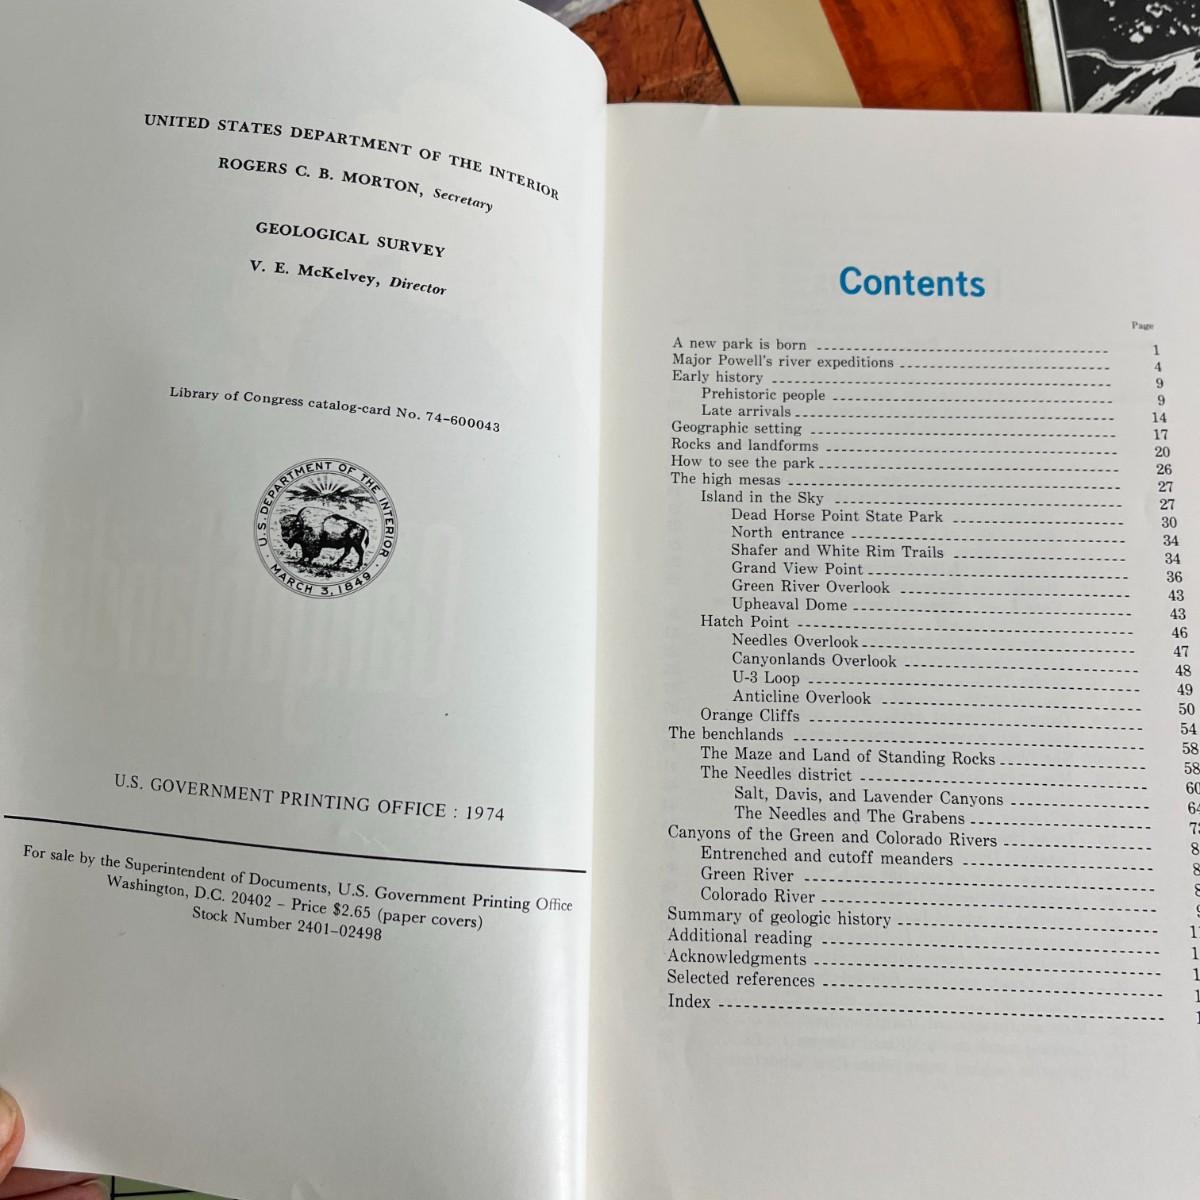 UNITED STATES DEPARTMENT OF THE INTERIOR
ROGERS C. B. MORTON, Secretary
GEOLOGICAL SURVEY
V. E. McKelvey, Director
Library of Congress catalog-card No. 74-600043
U.S. DEPARTMENT OF THE INTERIOR
MARCH 3, 1849
U.S. GOVERNMENT PRINTING OFFICE : 1974
For sale by the Superintendent of Documents, U.S. Government Printing Office
Washington, D.C. 20402 - Price $2.65 (paper covers)
Stock Number 2401-02498
Contents
Page
A new park is born 1
Major Powell's river expeditions 4
Early history 9
Prehistoric people 9
Late arrivals 14
Geographic setting 17
Rocks and landforms 20
How to see the park 26
The high mesas 27
Island in the Sky 27
Dead Horse Point State Park 30
North entrance 34
Shafer and White Rim Trails 34
Grand View Point 36
Green River Overlook 43
Upheaval Dome 43
Hatch Point 46
Needles Overlook 47
Canyonlands Overlook 48
U-3 Loop 49
Anticline Overlook 50
Orange Cliffs 54
The benchlands 58
The Maze and Land of Standing Rocks 58
The Needles district 60
Salt, Davis, and Lavender Canyons 64
The Needles and The Grabens
Canyons of the Green and Colorado Rivers
Entrenched and cutoff meanders
Green River
Colorado River
Summary of geologic history
Additional reading
Acknowledgments
Selected references
Index